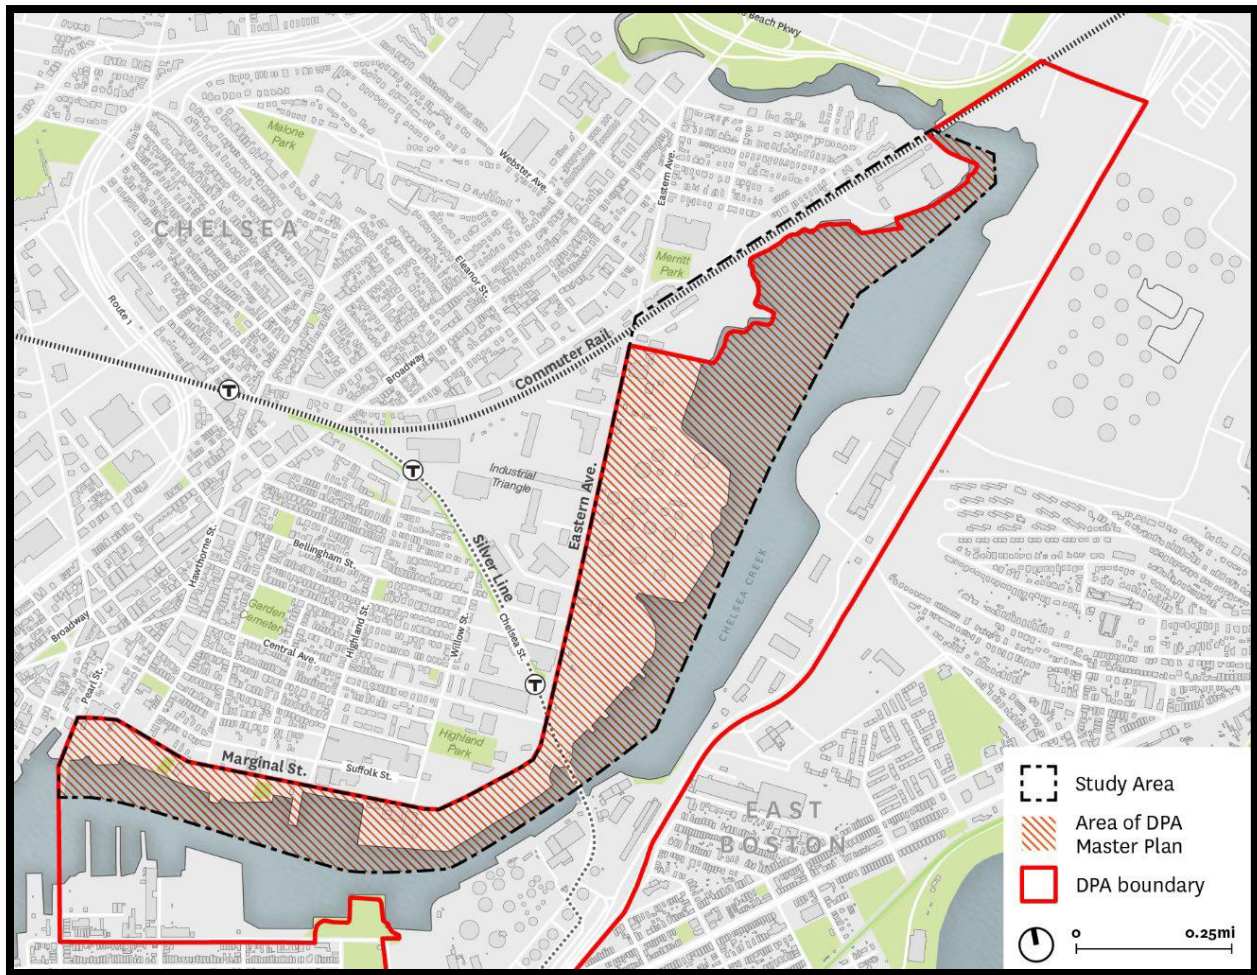 Beach Pkwy
Malone
Park
Webster Ave.
Eastern Ave.
CHELSEA
Merritt
Park
Eleanor St.
Route 1
Broadway
Commuter Rail
T
T
Industrial
Triangle
Eastern Ave.
Hawthorne St.
Bellingham St.
Silver Line
CHELSEA CREEK
Garden
Cemetery
Highland St.
Willow St.
Chelsea St.
Central Ave.
Broadway
Pearl St.
T
Highland
Park
Marginal St.
Suffolk St.
EAST
BOSTON
Study Area
Area of DPA
Master Plan
DPA boundary
0
0.25mi